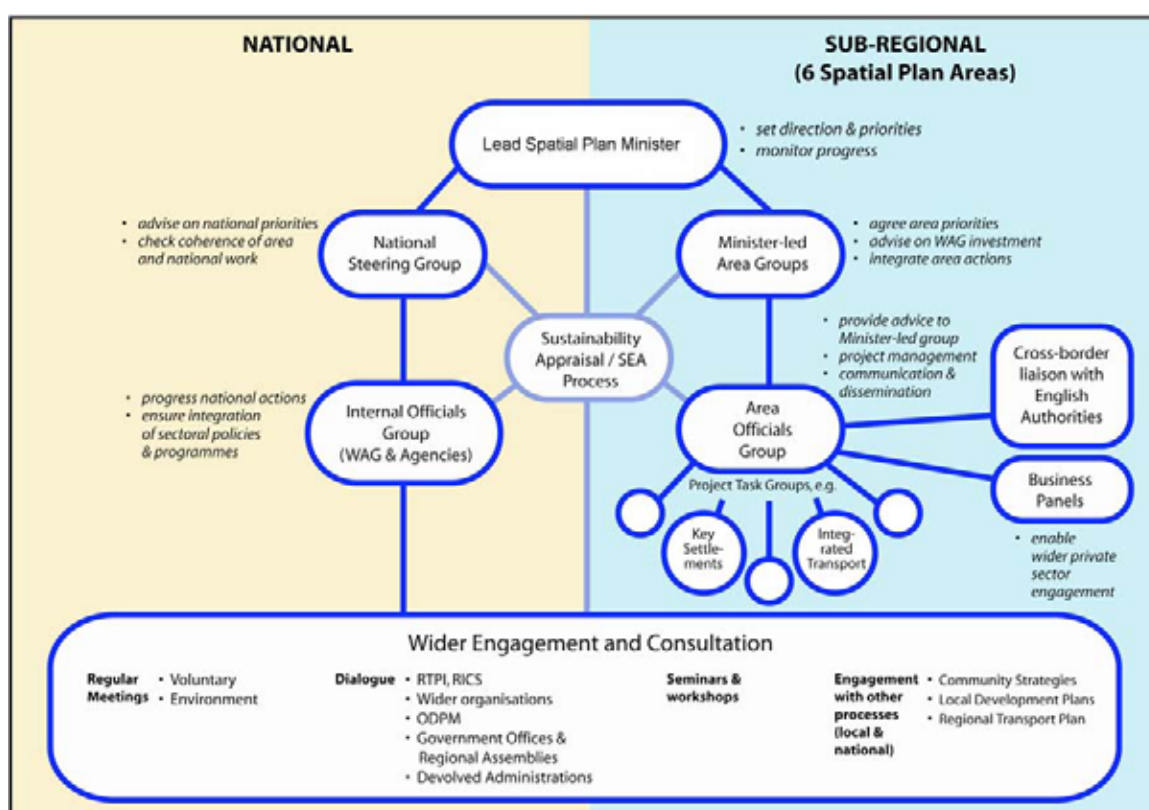 NATIONAL
SUB-REGIONAL
(6 Spatial Plan Areas)
Lead Spatial Plan Minister
• set direction & priorities
• monitor progress
• advise on national priorities
• check coherence of area
and national work
National
Steering Group
Minister-led
Area Groups
• agree area priorities
• advise on WAG investment
• integrate area actions
Sustainability
Appraisal / SEA
Process
• provide advice to
Minister-led group
• project management
• communication &
dissemination
Cross-border
liaison with
English
Authorities
• progress national actions
• ensure integration
of sectoral policies
& programmes
Internal Officials
Group
(WAG & Agencies)
Area
Officials
Group
Business
Panels
• enable
wider private
sector
engagement
Project Task Groups, e.g.
Key
Settle-
ments
Integ-
rated
Transport
Wider Engagement and Consultation
Regular
Meetings
• Voluntary
• Environment
Dialogue
• RTPI, RICS
• Wider organisations
• ODPM
• Government Offices &
Regional Assemblies
• Devolved Administrations
Seminars &
workshops
Engagement
with other
processes
(local &
national)
• Community Strategies
• Local Development Plans
• Regional Transport Plan